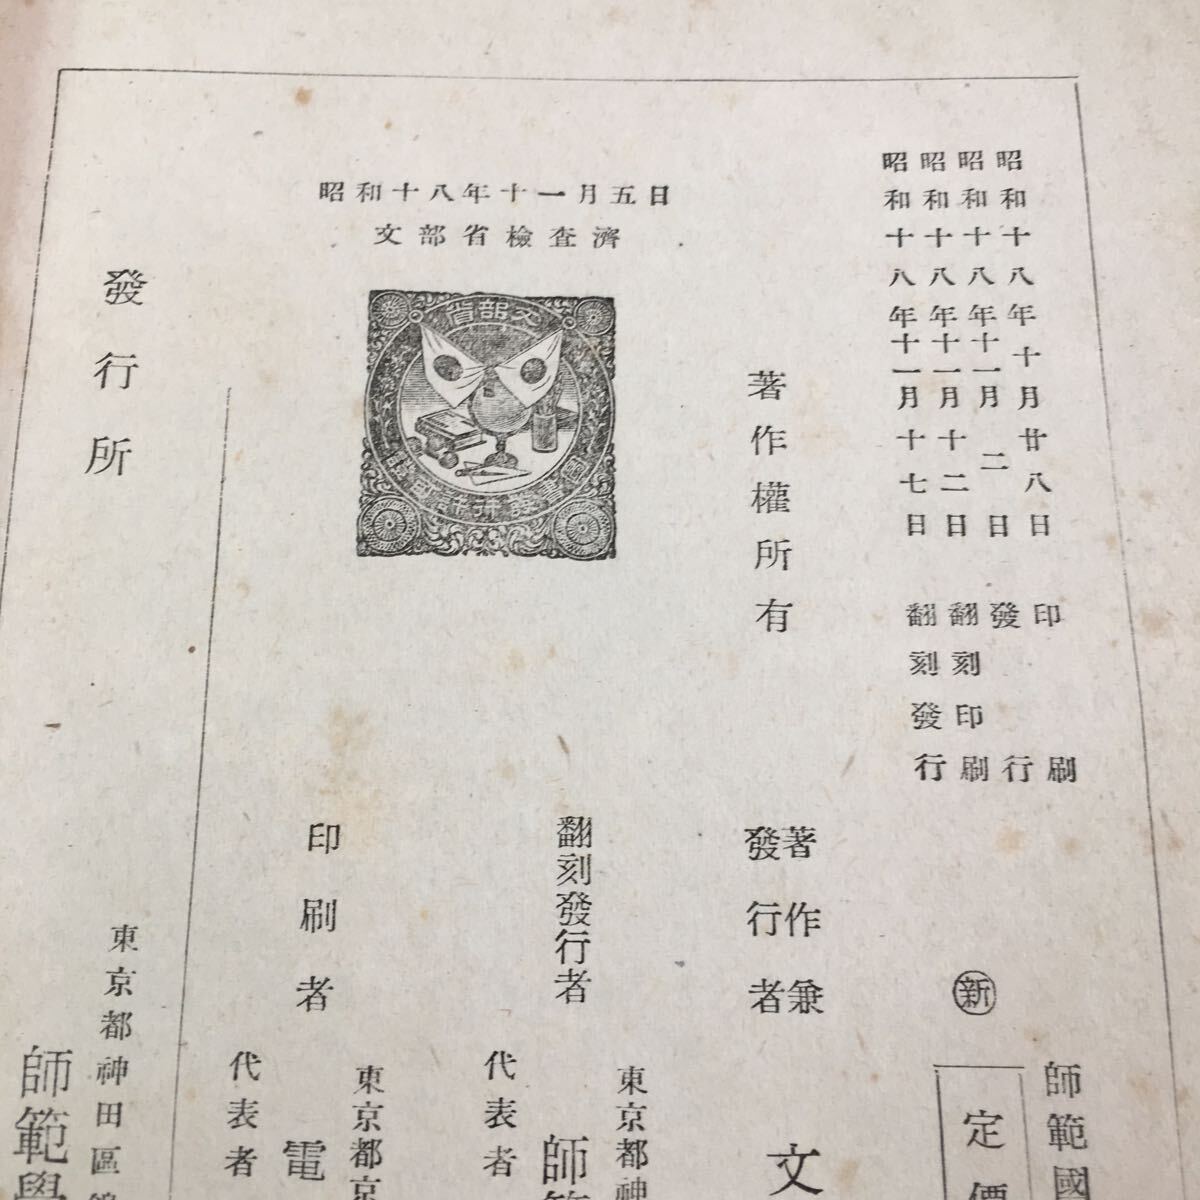 昭和十八年十月廿八日 印刷
昭和十八年十一月二日 發行
昭和十八年十一月十二日 翻刻印刷
昭和十八年十一月十七日 翻刻發行
師範國
㊟新
定價
著作權所有
著作兼
發行者
文
昭和十八年十一月五日
文部省檢査濟
文部省
翻刻發行者
東京都神
代表者
師範
印刷者
東京都京
代表者
電
發行所
東京都神田區
師範學